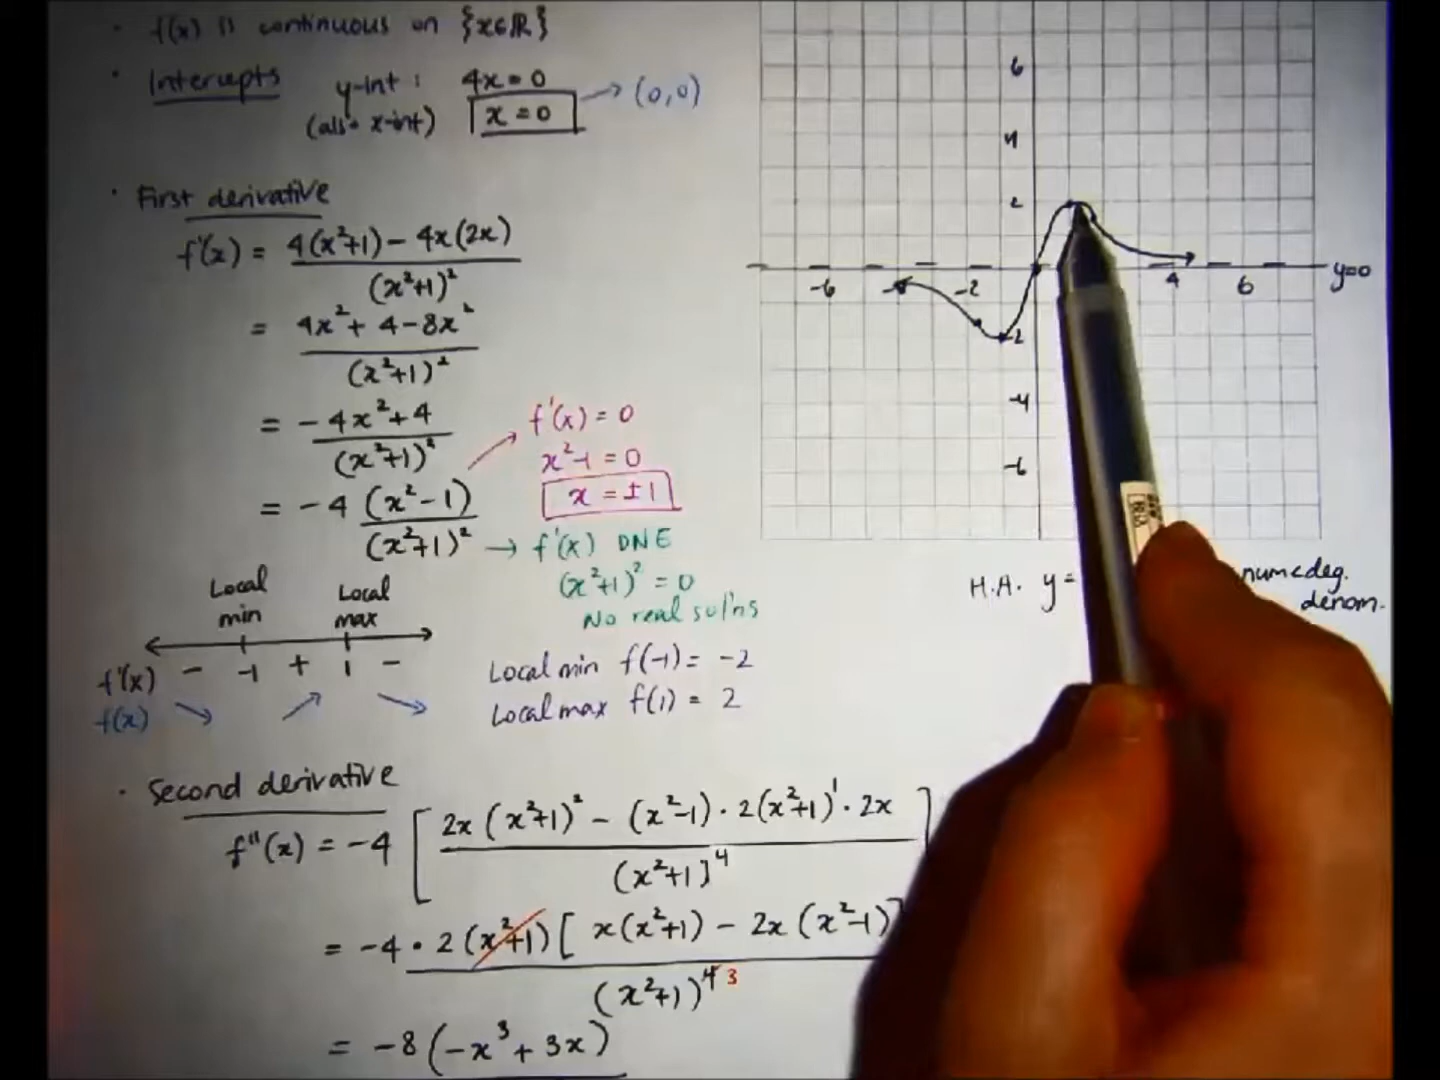 · f(x) is continuous on {x∈ℝ}
· Intercepts y-int: 4x=0
(also x-int) x=0 → (0,0)
· First derivative
f'(x) = 4(x²+1) - 4x(2x)
(x²+1)²
= 4x² + 4 - 8x²
(x²+1)²
= -4x²+4
(x²+1)²
= -4 (x²-1)
(x²+1)²
f'(x) = 0
x²-1 = 0
x = ±1
→ f'(x) DNE
(x²+1)² = 0
No real sol'ns
Local min
Local max
f'(x) - -1 + 1 -
f(x)
Local min f(-1) = -2
Local max f(1) = 2
· Second derivative
f''(x) = -4 [ 2x(x²+1)² - (x²-1)·2(x²+1)¹·2x ]
(x²+1)⁴
= -4·2(x²+1)[ x(x²+1) - 2x(x²-1)]
(x²+1)⁴ 3
= -8(-x³+3x)
6
4
2
-6 -2 4 6 y=0
-2
-4
-6
H.A. y=
num<deg.
denom.